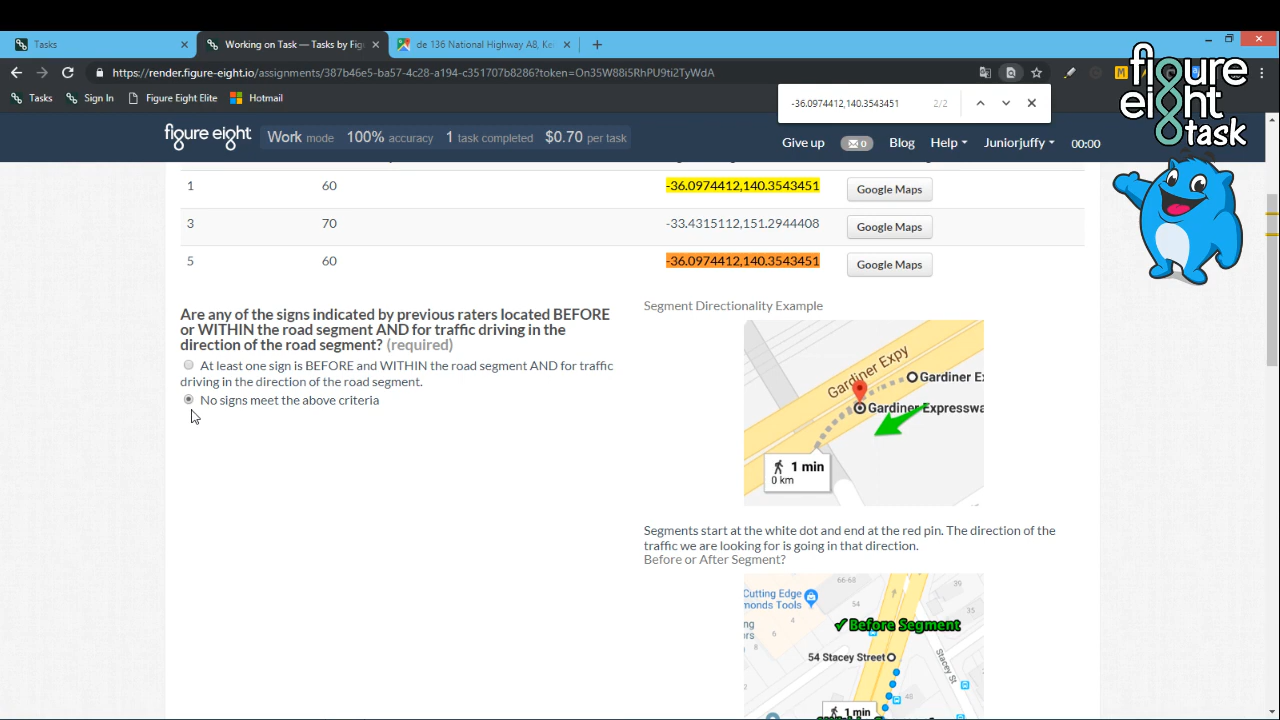 Tasks
Working on Task — Tasks by Fig
de 136 National Highway A8, Ke
https://render.figure-eight.io/assignments/387b46e5-ba57-4c28-a194-c351707b8286?token=On35W88i5RhPU9ti2TyWdA
Tasks
Sign In
Figure Eight Elite
Hotmail
-36.0974412,140.3543451
2/2
figure
eight
task
figure
eight
Work mode
100% accuracy
1 task completed
$0.70 per task
Give up
0
Blog
Help
Juniorjuffy
00:00
1 60 -36.0974412,140.3543451 Google Maps
3 70 -33.4315112,151.2944408 Google Maps
5 60 -36.0974412,140.3543451 Google Maps
Are any of the signs indicated by previous raters located BEFORE
or WITHIN the road segment AND for traffic driving in the
direction of the road segment? (required)
At least one sign is BEFORE and WITHIN the road segment AND for traffic
driving in the direction of the road segment.
No signs meet the above criteria
Segment Directionality Example
Gardiner Expy
Gardiner E
Gardiner Expresswa
1 min
0 km
Segments start at the white dot and end at the red pin. The direction of the
traffic we are looking for is going in that direction.
Before or After Segment?
66-68
39
Cutting Edge
monds Tools
54
35
✓ Before Segment
54 Stacey Street
Stacey St
48
1 min